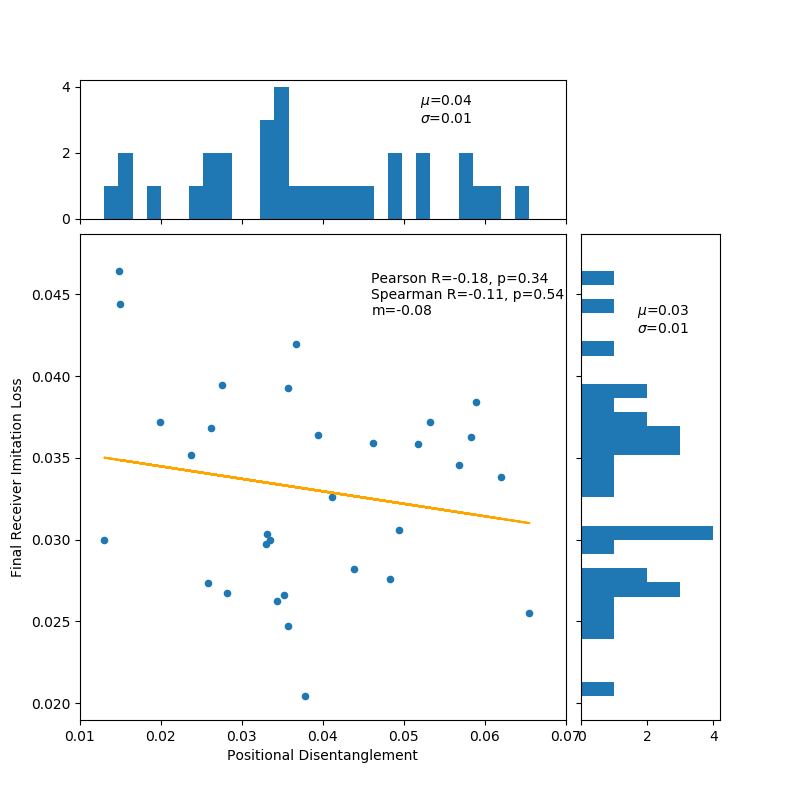 4
2
0
μ=0.04
σ=0.01
0.045
0.040
0.035
0.030
0.025
0.020
Final Receiver Imitation Loss
Pearson R=-0.18, p=0.34
Spearman R=-0.11, p=0.54
m=-0.08
μ=0.03
σ=0.01
0.01 0.02 0.03 0.04 0.05 0.06 0.07
0 2 4
Positional Disentanglement